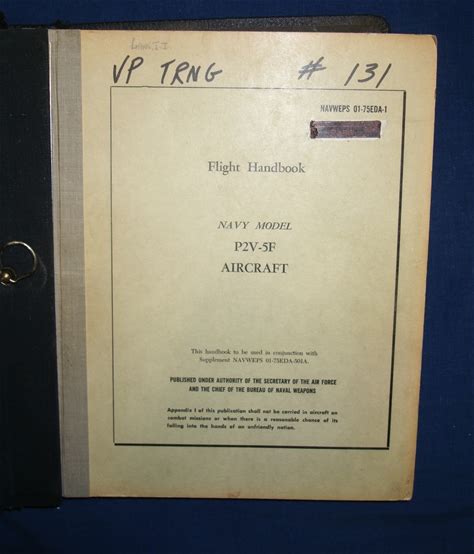 VP TRNG # 131
NAVWEPS 01-75EDA-1
Flight Handbook
NAVY MODEL
P2V-5F
AIRCRAFT
This handbook to be used in conjunction with
Supplement NAVWEPS 01-75EDA-501A.
PUBLISHED UNDER AUTHORITY OF THE SECRETARY OF THE AIR FORCE
AND THE CHIEF OF THE BUREAU OF NAVAL WEAPONS
Appendix I of this publication shall not be carried in aircraft on
combat missions or when there is a reasonable chance of its
falling into the hands of an unfriendly nation.